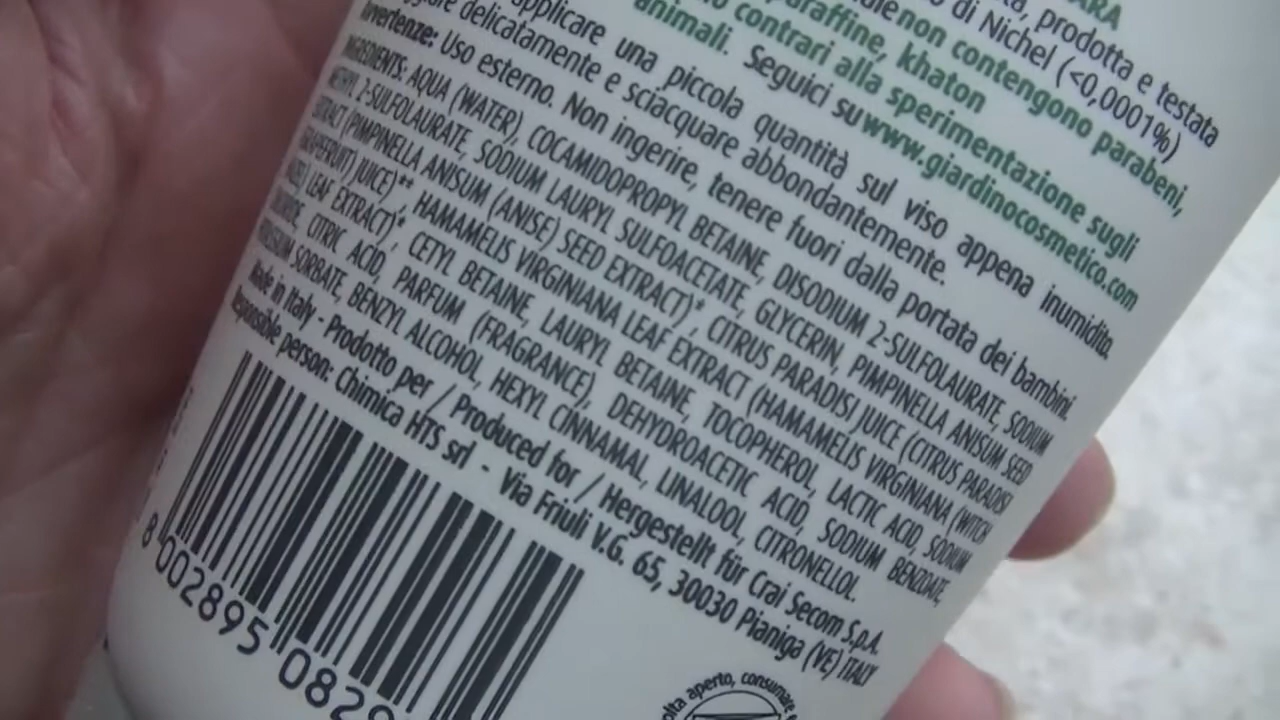 ARA
tà, prodotta e testata
o di Nichel (<0,0001%)
non contengono parabeni,
paraffine, khaton
contrari alla sperimentazione sugli
animali. Seguici su www.giardinocosmetico.com
applicare una piccola quantità sul viso appena inumidito.
delicatamente e sciacquare abbondantemente.
Avvertenze: Uso esterno. Non ingerire, tenere fuori dalla portata dei bambini.
INGREDIENTS: AQUA (WATER), COCAMIDOPROPYL BETAINE, DISODIUM 2-SULFOLAURATE, SODIUM
METHYL 2-SULFOLAURATE, SODIUM LAURYL SULFOACETATE, GLYCERIN, PIMPINELLA ANISUM SEED
EXTRACT (PIMPINELLA ANISUM (ANISE) SEED EXTRACT)*, CITRUS PARADISI JUICE (CITRUS PARADISI
(GRAPEFRUIT) JUICE)**, HAMAMELIS VIRGINIANA LEAF EXTRACT (HAMAMELIS VIRGINIANA (WITCH
LEAF EXTRACT)*, CETYL BETAINE, LAURYL BETAINE, TOCOPHEROL, LACTIC ACID, SODIUM
CITRIC ACID, PARFUM (FRAGRANCE), DEHYDROACETIC ACID, SODIUM BENZOATE,
SORBATE, BENZYL ALCOHOL, HEXYL CINNAMAL, LINALOOL, CITRONELLOL.
Made in Italy - Prodotto per / Produced for / Hergestellt für Crai Secom S.p.A.
Responsible person: Chimica HTS srl - Via Friuli V.G. 65, 30030 Pianiga (VE) ITALY
8 002895 082
olta aperto, consumare